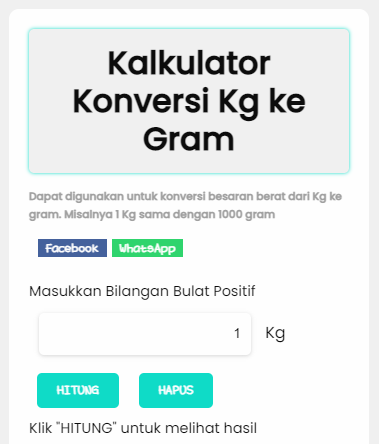 Kalkulator
Konversi Kg ke
Gram
Dapat digunakan untuk konversi besaran berat dari Kg ke
gram. Misalnya 1 Kg sama dengan 1000 gram
Facebook WhatsApp
Masukkan Bilangan Bulat Positif
1 Kg
HITUNG HAPUS
Klik "HITUNG" untuk melihat hasil